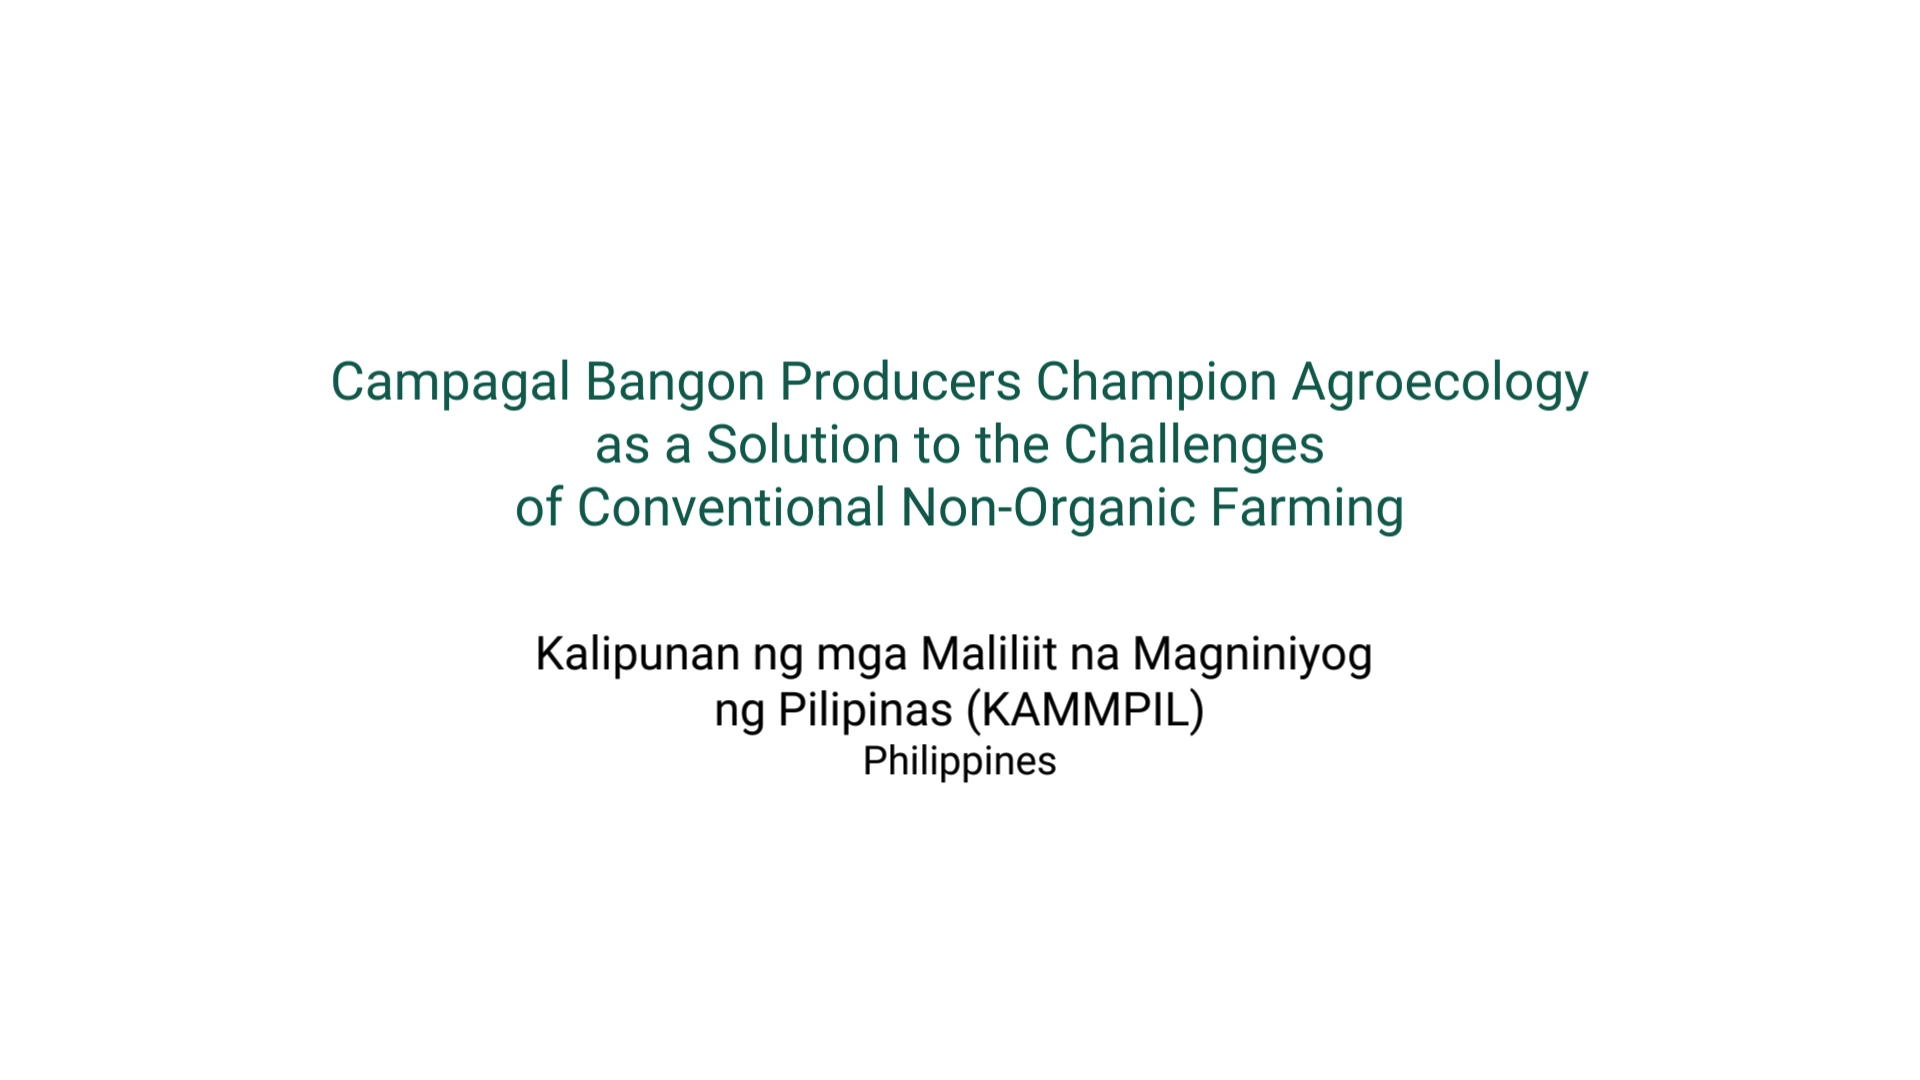 Campagal Bangon Producers Champion Agroecology
as a Solution to the Challenges
of Conventional Non-Organic Farming
Kalipunan ng mga Maliliit na Magniniyog
ng Pilipinas (KAMMPIL)
Philippines